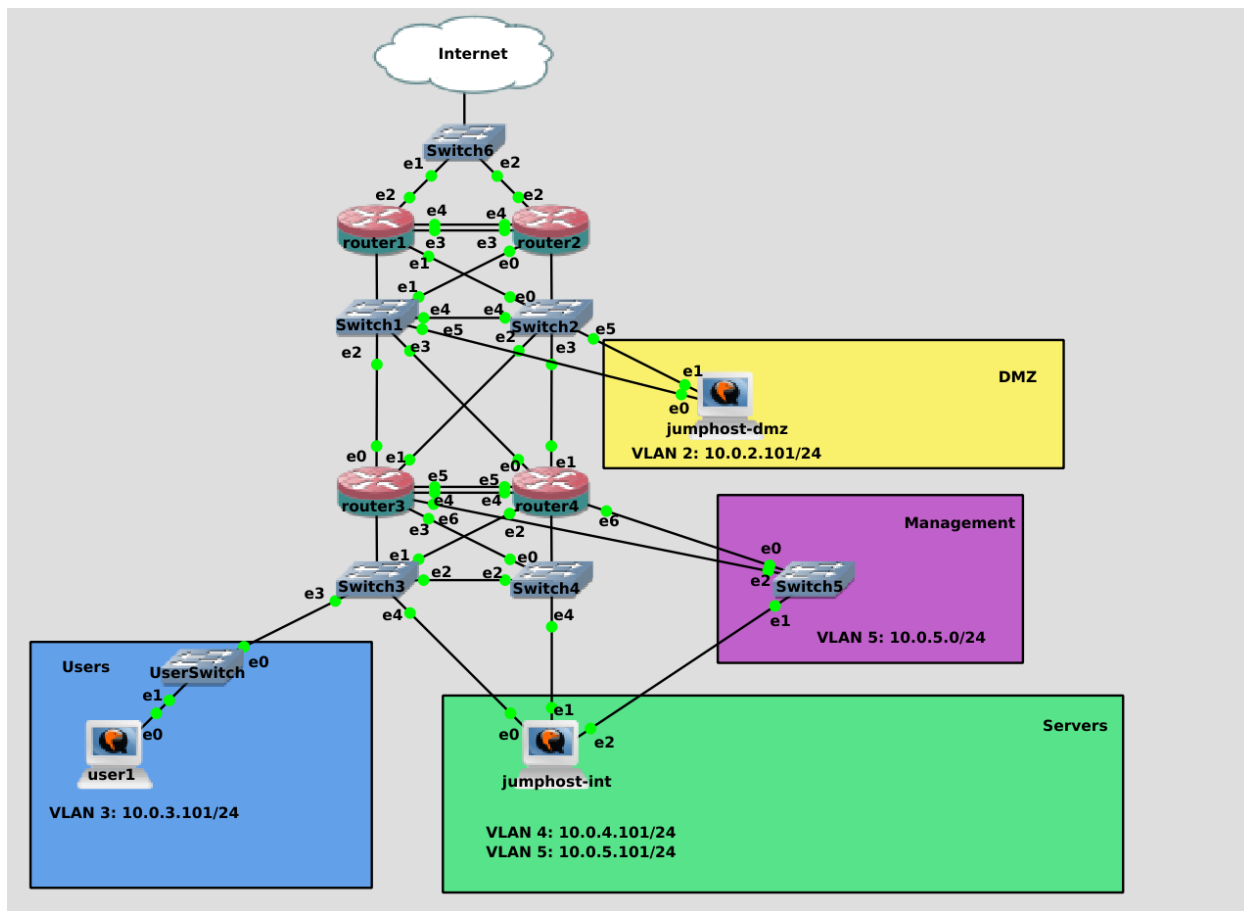 Internet
Switch6
e1
e2
e2
e2
e4
e4
router1
router2
e3
e3
e1
e0
e1
e0
e4
e4
Switch1
Switch2
e5
e5
e2
e3
e2
e3
DMZ
e1
e0
jumphost-dmz
VLAN 2: 10.0.2.101/24
e0
e1
e0
e1
e5
e5
e4
e4
router3
router4
e6
e3
e2
e6
Management
e0
e2
Switch5
e1
VLAN 5: 10.0.5.0/24
e1
e0
e2
e2
Switch3
Switch4
e3
e4
e4
Users
e0
UserSwitch
e1
e0
user1
VLAN 3: 10.0.3.101/24
Servers
e1
e0
e2
jumphost-int
VLAN 4: 10.0.4.101/24
VLAN 5: 10.0.5.101/24